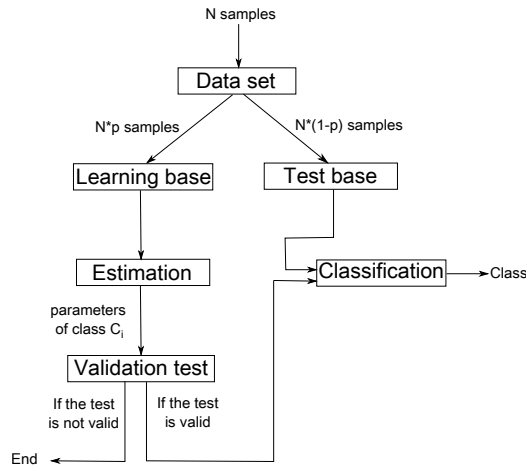 N samples
Data set
N*p samples
N*(1-p) samples
Learning base
Test base
Estimation
Classification
Class
parameters
of class Ci
Validation test
If the test
is not valid
If the test
is valid
End